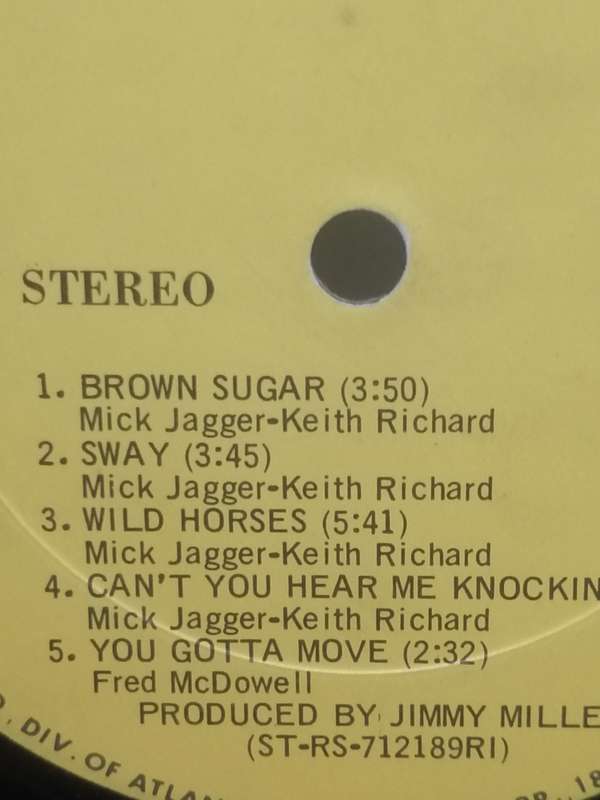 STEREO
1. BROWN SUGAR (3:50)
Mick Jagger-Keith Richard
2. SWAY (3:45)
Mick Jagger-Keith Richard
3. WILD HORSES (5:41)
Mick Jagger-Keith Richard
4. CAN'T YOU HEAR ME KNOCKIN
Mick Jagger-Keith Richard
5. YOU GOTTA MOVE (2:32)
Fred McDowell
PRODUCED BY JIMMY MILLE
(ST-RS-712189RI)
DIV. OF ATLAN